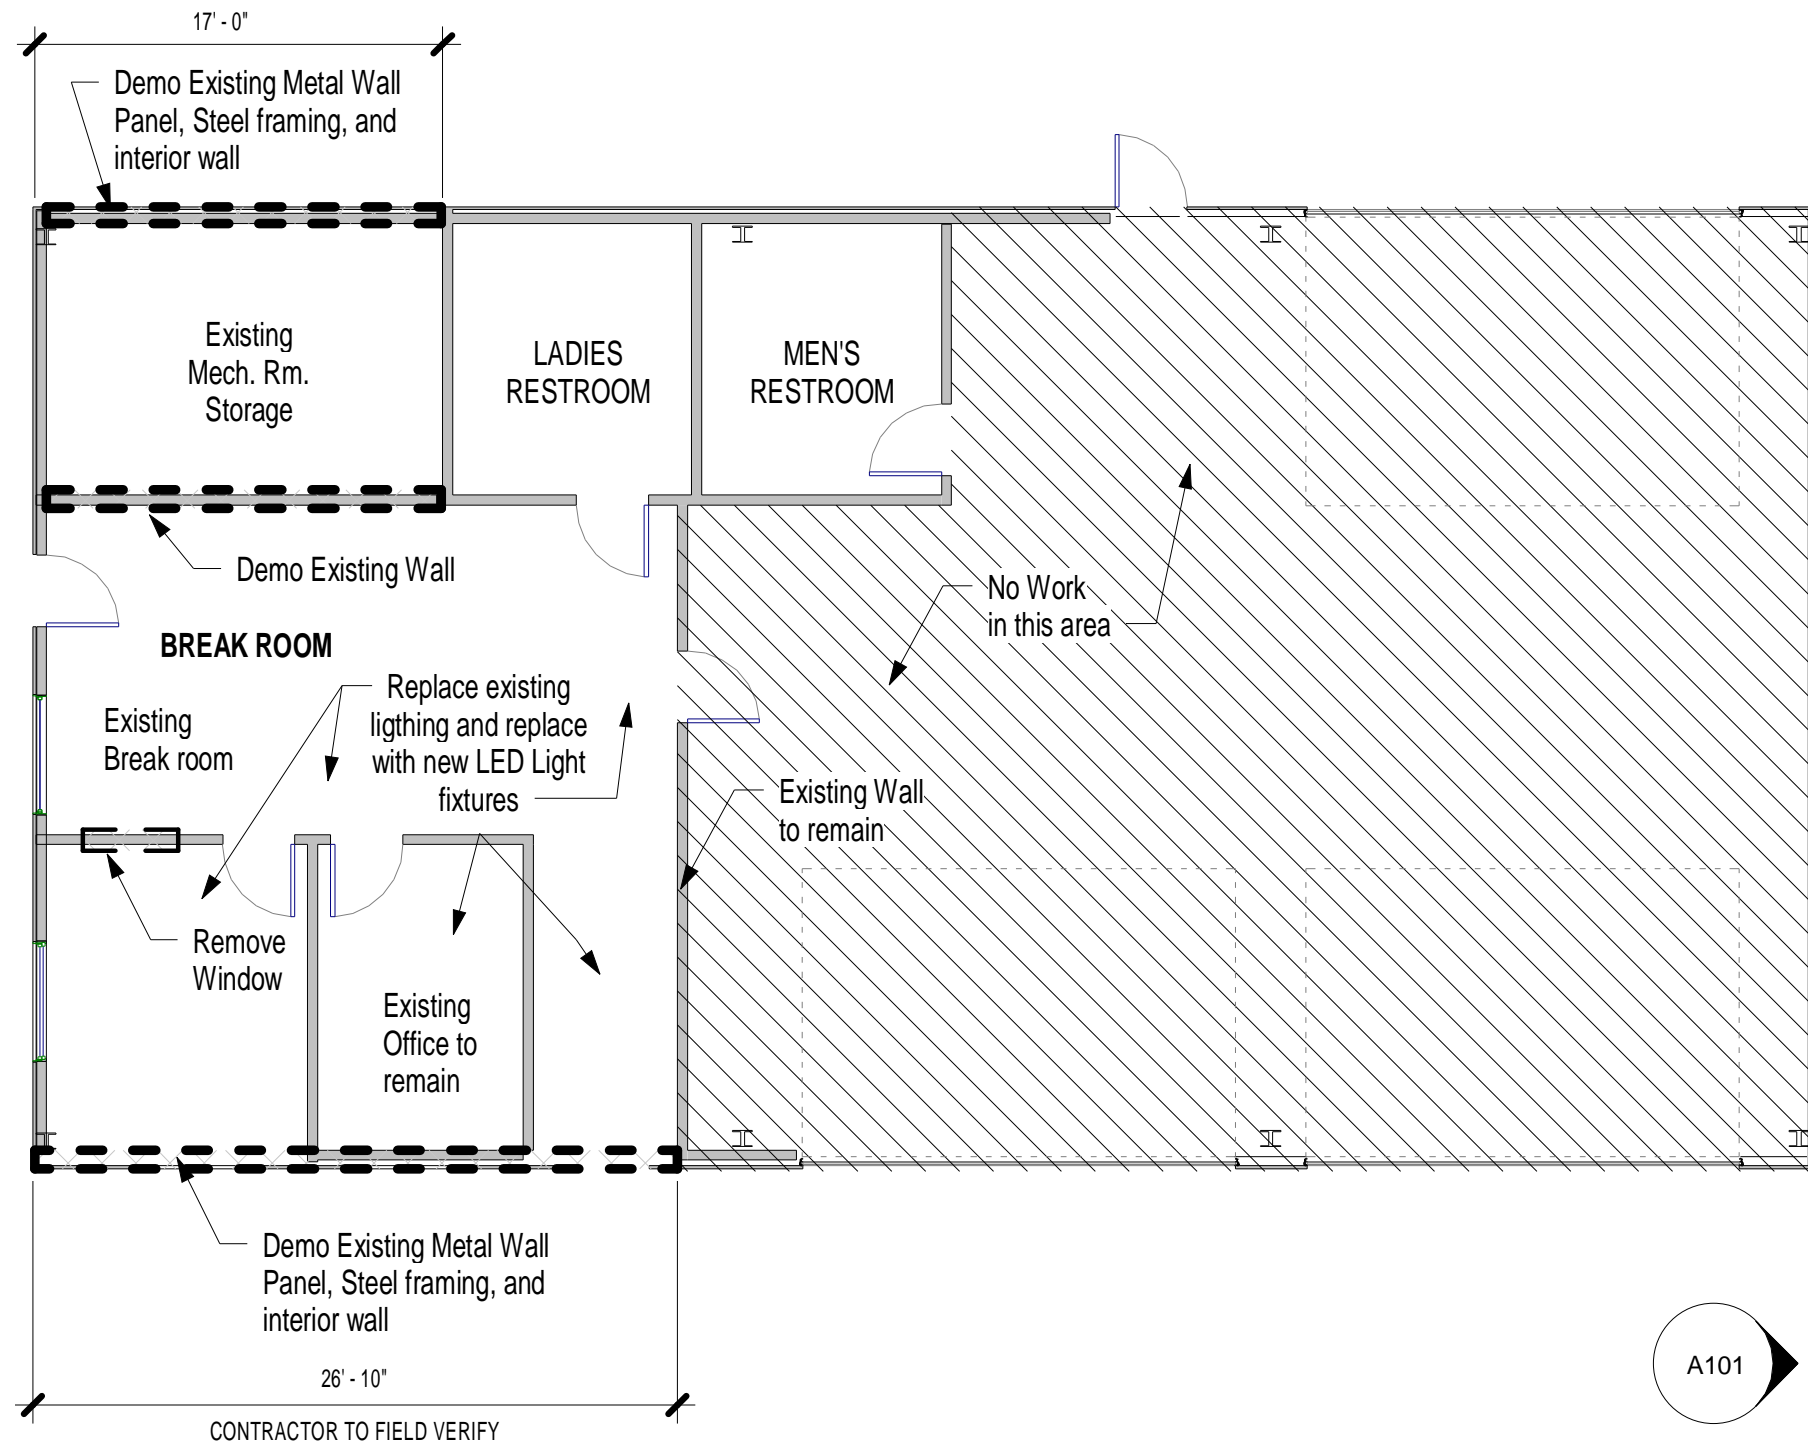 17' - 0"
Demo Existing Metal Wall
Panel, Steel framing, and
interior wall
Existing
Mech. Rm.
Storage
LADIES
RESTROOM
MEN'S
RESTROOM
Demo Existing Wall
No Work
in this area
BREAK ROOM
Replace existing
ligthing and replace
with new LED Light
fixtures
Existing
Break room
Existing Wall
to remain
Remove
Window
Existing
Office to
remain
Demo Existing Metal Wall
Panel, Steel framing, and
interior wall
26' - 10"
CONTRACTOR TO FIELD VERIFY
A101